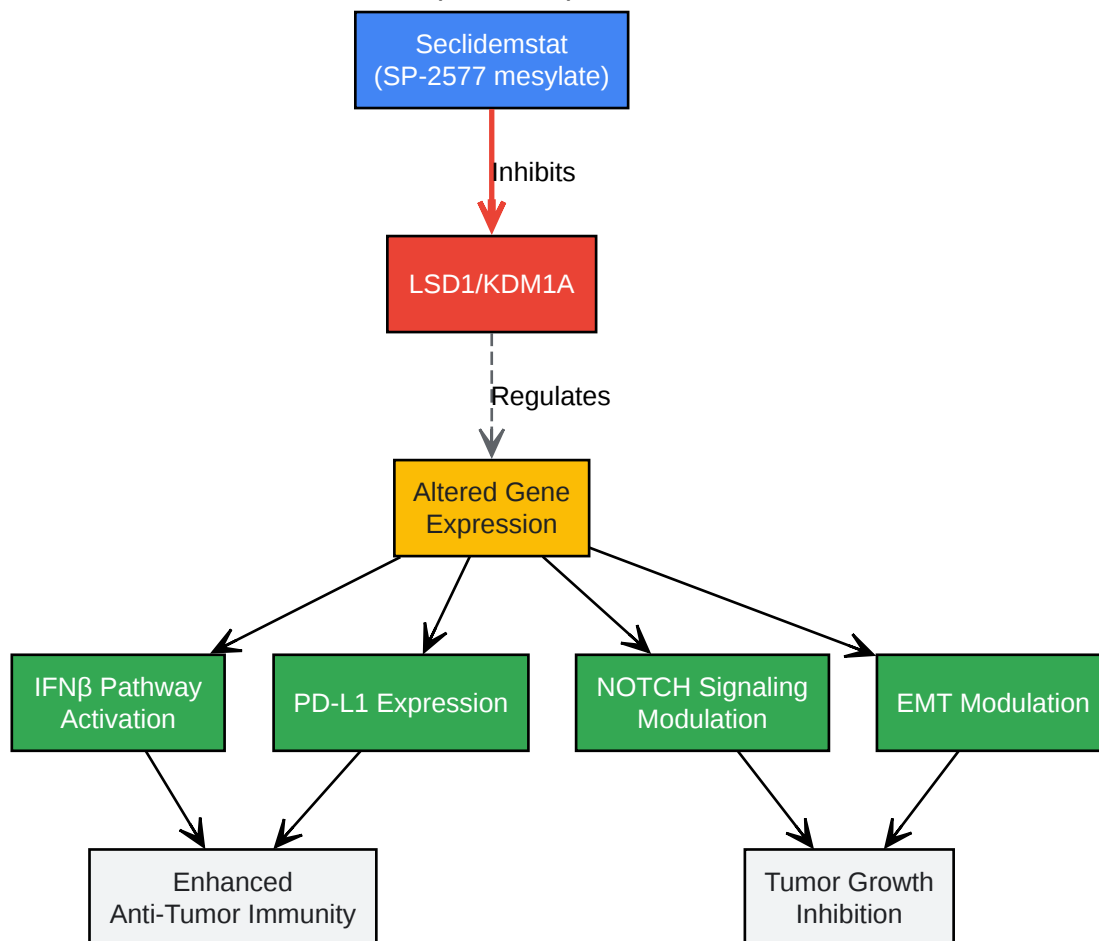 Seclidemstat
(SP-2577 mesylate)
Inhibits
LSD1/KDM1A
Regulates
Altered Gene
Expression
IFNβ Pathway
Activation
PD-L1 Expression
NOTCH Signaling
Modulation
EMT Modulation
Enhanced
Anti-Tumor Immunity
Tumor Growth
Inhibition